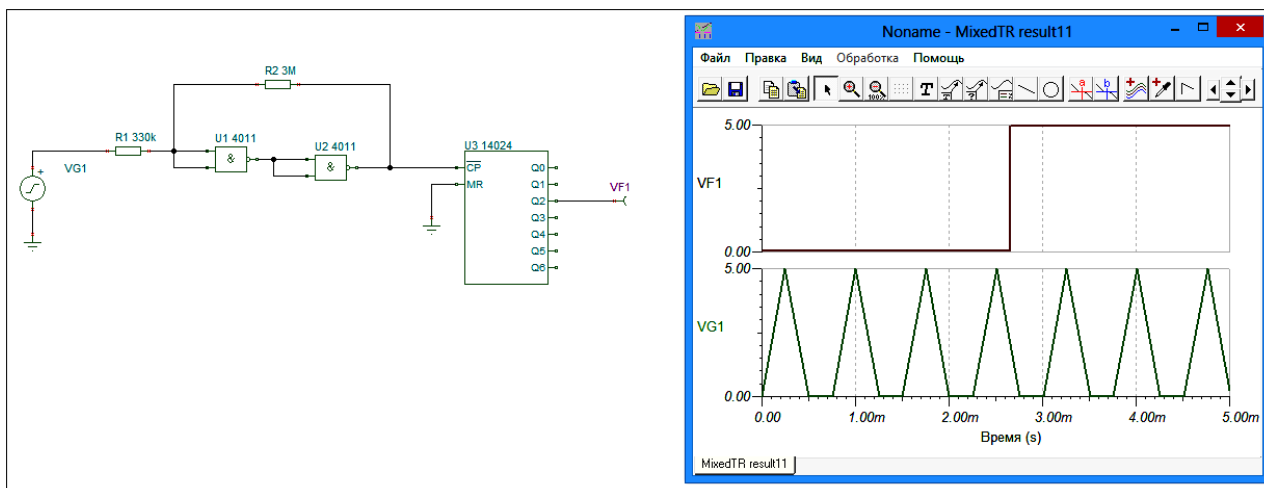 R2 3M
R1 330k
U1 4011
U2 4011
VG1
+
&
&
U3 14024
CP
MR
Q0
Q1
Q2
Q3
Q4
Q5
Q6
VF1
Noname - MixedTR result11
Файл Правка Вид Обработка Помощь
T
100%
a
b
5.00
VF1
0.00
5.00
VG1
0.00
0.00 1.00m 2.00m 3.00m 4.00m 5.00m
Время (s)
MixedTR result11